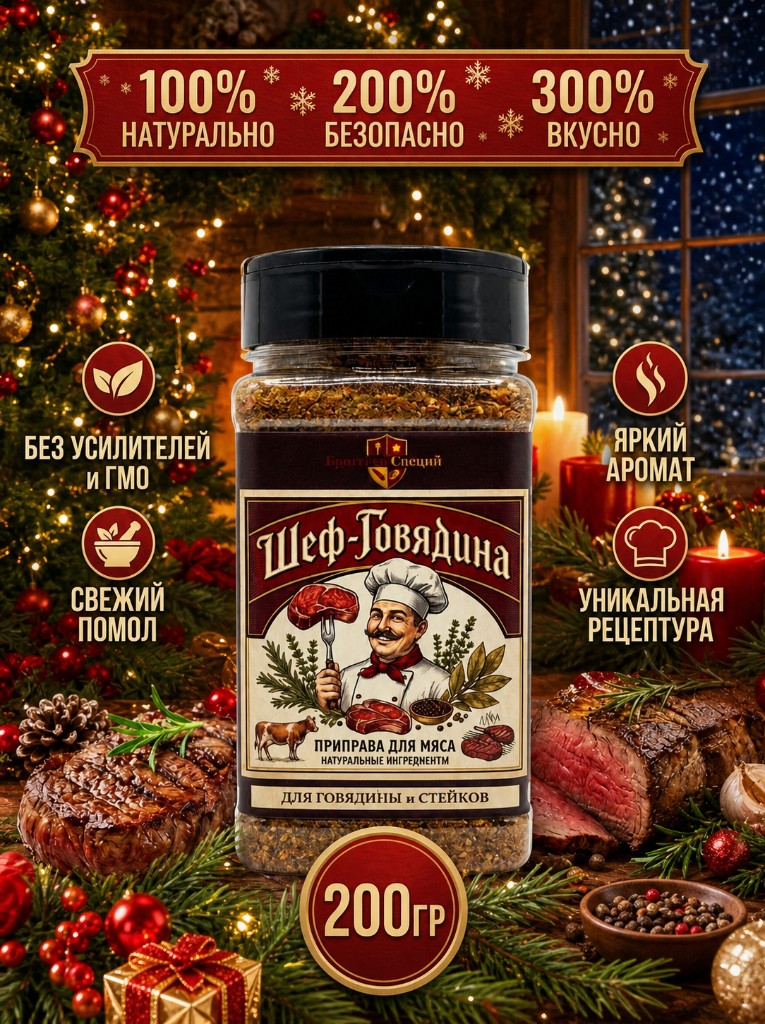 100% 200% 300%
НАТУРАЛЬНО БЕЗОПАСНО ВКУСНО
БЕЗ УСИЛИТЕЛЕЙ
и ГМО
ЯРКИЙ
АРОМАТ
СВЕЖИЙ
ПОМОЛ
УНИКАЛЬНАЯ
РЕЦЕПТУРА
Специй
Шеф-Говядина
ПРИПРАВА ДЛЯ МЯСА
НАТУРАЛЬНЫЕ
ДЛЯ ГОВЯДИНЫ и СТЕЙКОВ
200ГР